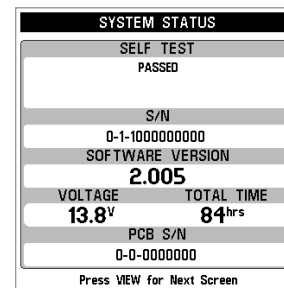 SYSTEM STATUS
SELF TEST
PASSED
S/N
0-1-1000000000
SOFTWARE VERSION
2.005
VOLTAGE TOTAL TIME
13.8V 84hrs
PCB S/N
0-0-0000000
Press VIEW for Next Screen